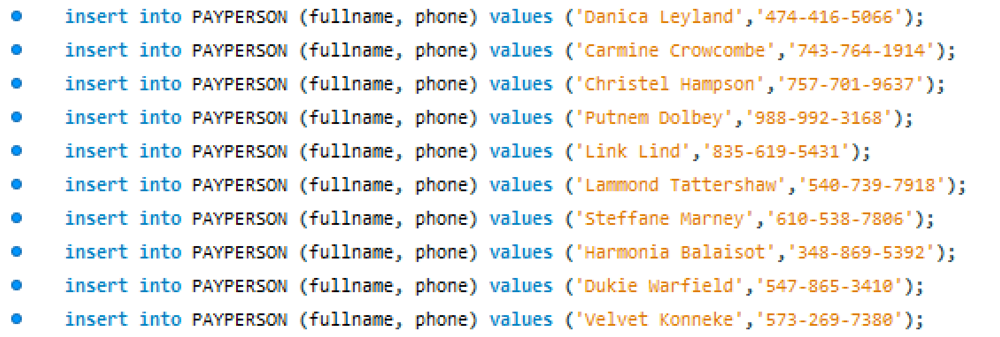 insert into PAYPERSON (fullname, phone) values ('Danica Leyland','474-416-5066');
insert into PAYPERSON (fullname, phone) values ('Carmine Crowcombe','743-764-1914');
insert into PAYPERSON (fullname, phone) values ('Christel Hampson','757-701-9637');
insert into PAYPERSON (fullname, phone) values ('Putnem Dolbey','988-992-3168');
insert into PAYPERSON (fullname, phone) values ('Link Lind','835-619-5431');
insert into PAYPERSON (fullname, phone) values ('Lammond Tattershaw','540-739-7918');
insert into PAYPERSON (fullname, phone) values ('Steffane Marney','610-538-7806');
insert into PAYPERSON (fullname, phone) values ('Harmonia Balaisot','348-869-5392');
insert into PAYPERSON (fullname, phone) values ('Dukie Warfield','547-865-3410');
insert into PAYPERSON (fullname, phone) values ('Velvet Konneke','573-269-7380');